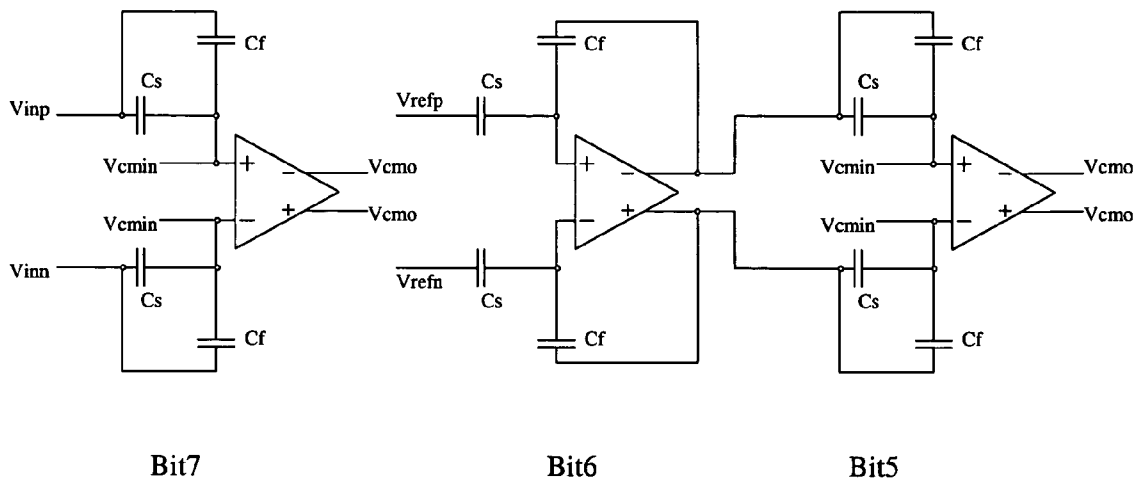 Cf
Cs
Vinp
Vcmin
+
−
Vcmo
Vcmin
−
+
Vcmo
Vinn
Cs
Cf
Bit7
Cf
Cs
Vrefp
+
−
−
+
Vrefn
Cs
Cf
Bit6
Cf
Cs
Vcmin
+
−
Vcmo
Vcmin
−
+
Vcmo
Cs
Cf
Bit5